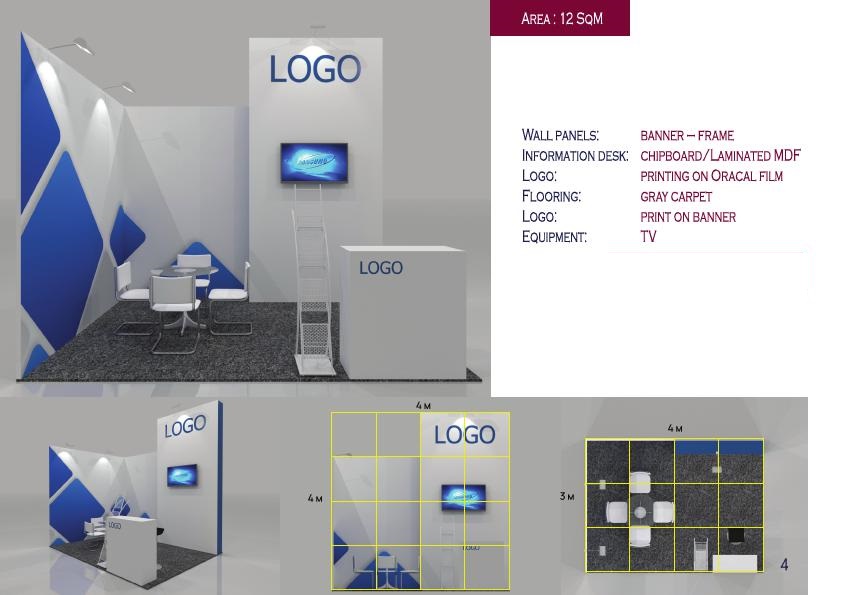 AREA : 12 SQM
WALL PANELS: BANNER – FRAME
INFORMATION DESK: CHIPBOARD/LAMINATED MDF
LOGO: PRINTING ON ORACAL FILM
FLOORING: GRAY CARPET
LOGO: PRINT ON BANNER
EQUIPMENT: TV
LOGO
SAMSUNG
LOGO
LOGO
LOGO
4 м
LOGO
4 м
LOGO
4 м
3 м
4